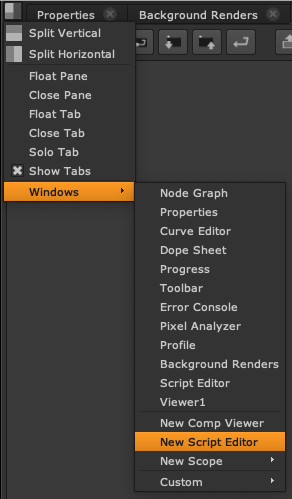 Properties
Background Renders
Split Vertical
Split Horizontal
Float Pane
Close Pane
Float Tab
Close Tab
Solo Tab
Show Tabs
Windows
Node Graph
Properties
Curve Editor
Dope Sheet
Progress
Toolbar
Error Console
Pixel Analyzer
Profile
Background Renders
Script Editor
Viewer1
New Comp Viewer
New Script Editor
New Scope
Custom